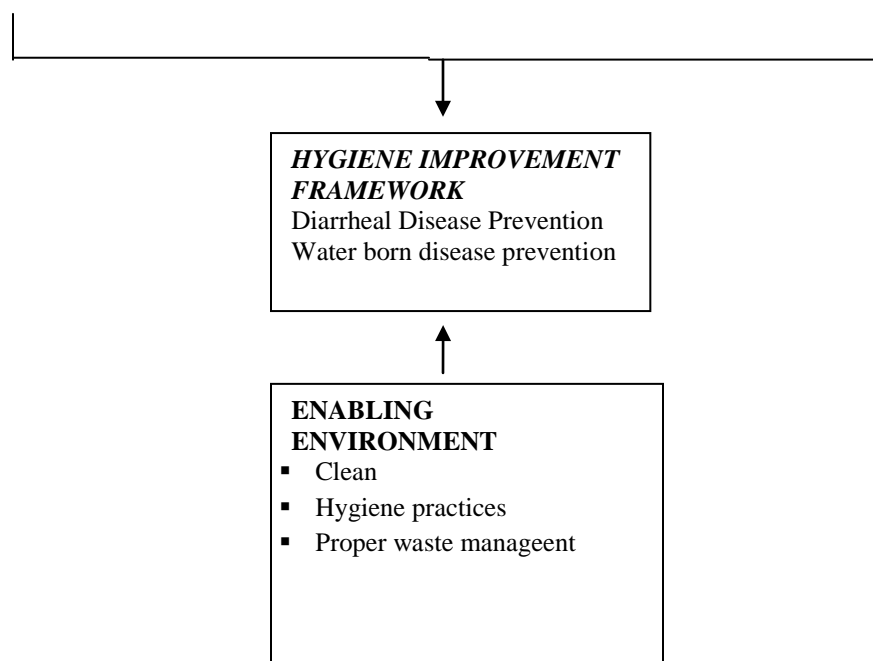 HYGIENE IMPROVEMENT
FRAMEWORK
Diarrheal Disease Prevention
Water born disease prevention
ENABLING
ENVIRONMENT
▪ Clean
▪ Hygiene practices
▪ Proper waste manageent